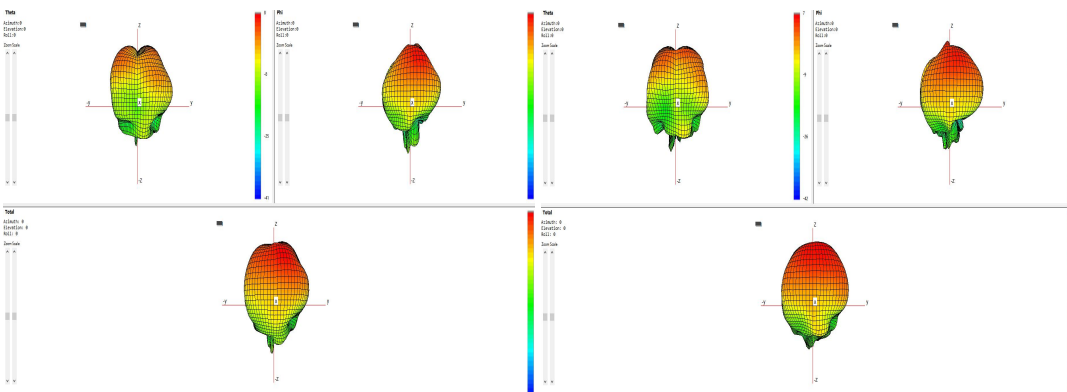 Theta
Azimuth:0
Elevation:0
Roll:0
Zoom Scale
Z
-Y
Y
X
-Z
Phi
Azimuth:0
Elevation:0
Roll:0
Zoom Scale
Z
-Y
Y
X
-Z
Theta
Azimuth:0
Elevation:0
Roll:0
Zoom Scale
Z
-Y
Y
X
-Z
7
Phi
Azimuth:0
Elevation:0
Roll:0
Zoom Scale
Z
-Y
Y
X
-Z
Total
Azimuth: 0
Elevation: 0
Roll: 0
Zoom Scale
Z
-Y
Y
X
-Z
Total
Azimuth: 0
Elevation: 0
Roll: 0
Zoom Scale
Z
-Y
Y
X
-Z